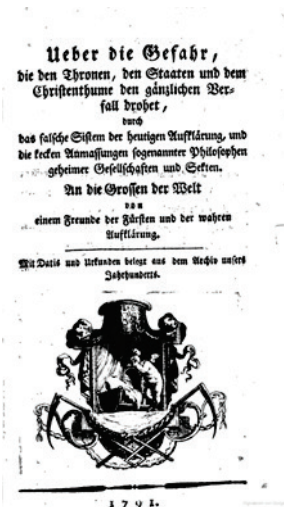 Ueber die Gefahr,
die den Thronen, den Staaten und dem
Christenthume den gänzlichen Ver-
fall drohet,
durch
das falsche Sistem der heutigen Aufklärung, und
die kecken Anmassungen sogenannter Philosophen
geheimer Gesellschaften und Sekten.
An die Grossen der Welt
von
einem Freunde der Fürsten und der wahren
Aufklärung.
Mit Datis und Urkunden belegt aus dem Archiv unsers
Jahrhunderts.
1791.